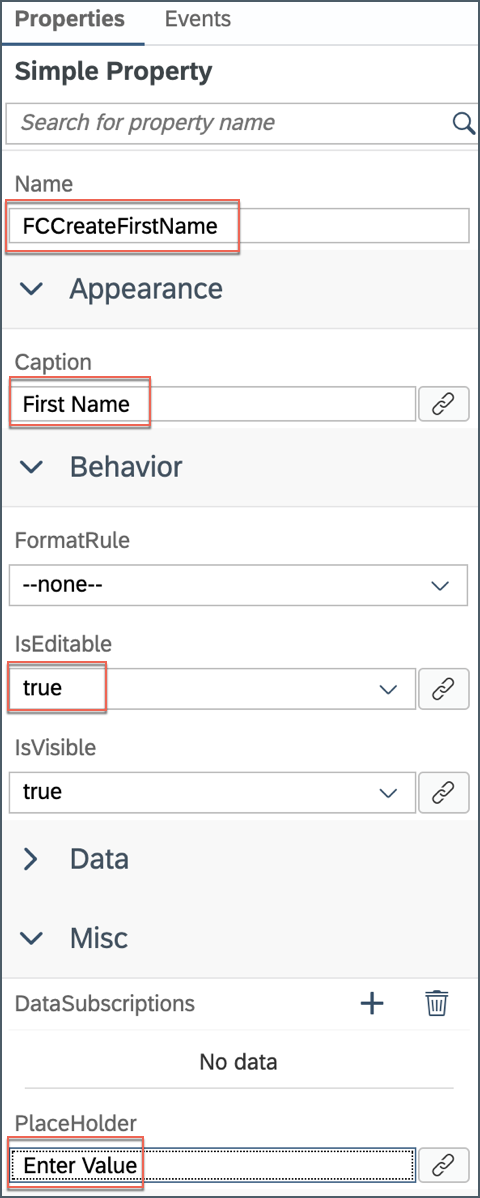 Properties Events
Simple Property
Search for property name
Name
FCCreateFirstName
Appearance
Caption
First Name
Behavior
FormatRule
--none--
IsEditable
true
IsVisible
true
Data
Misc
DataSubscriptions
No data
PlaceHolder
Enter Value